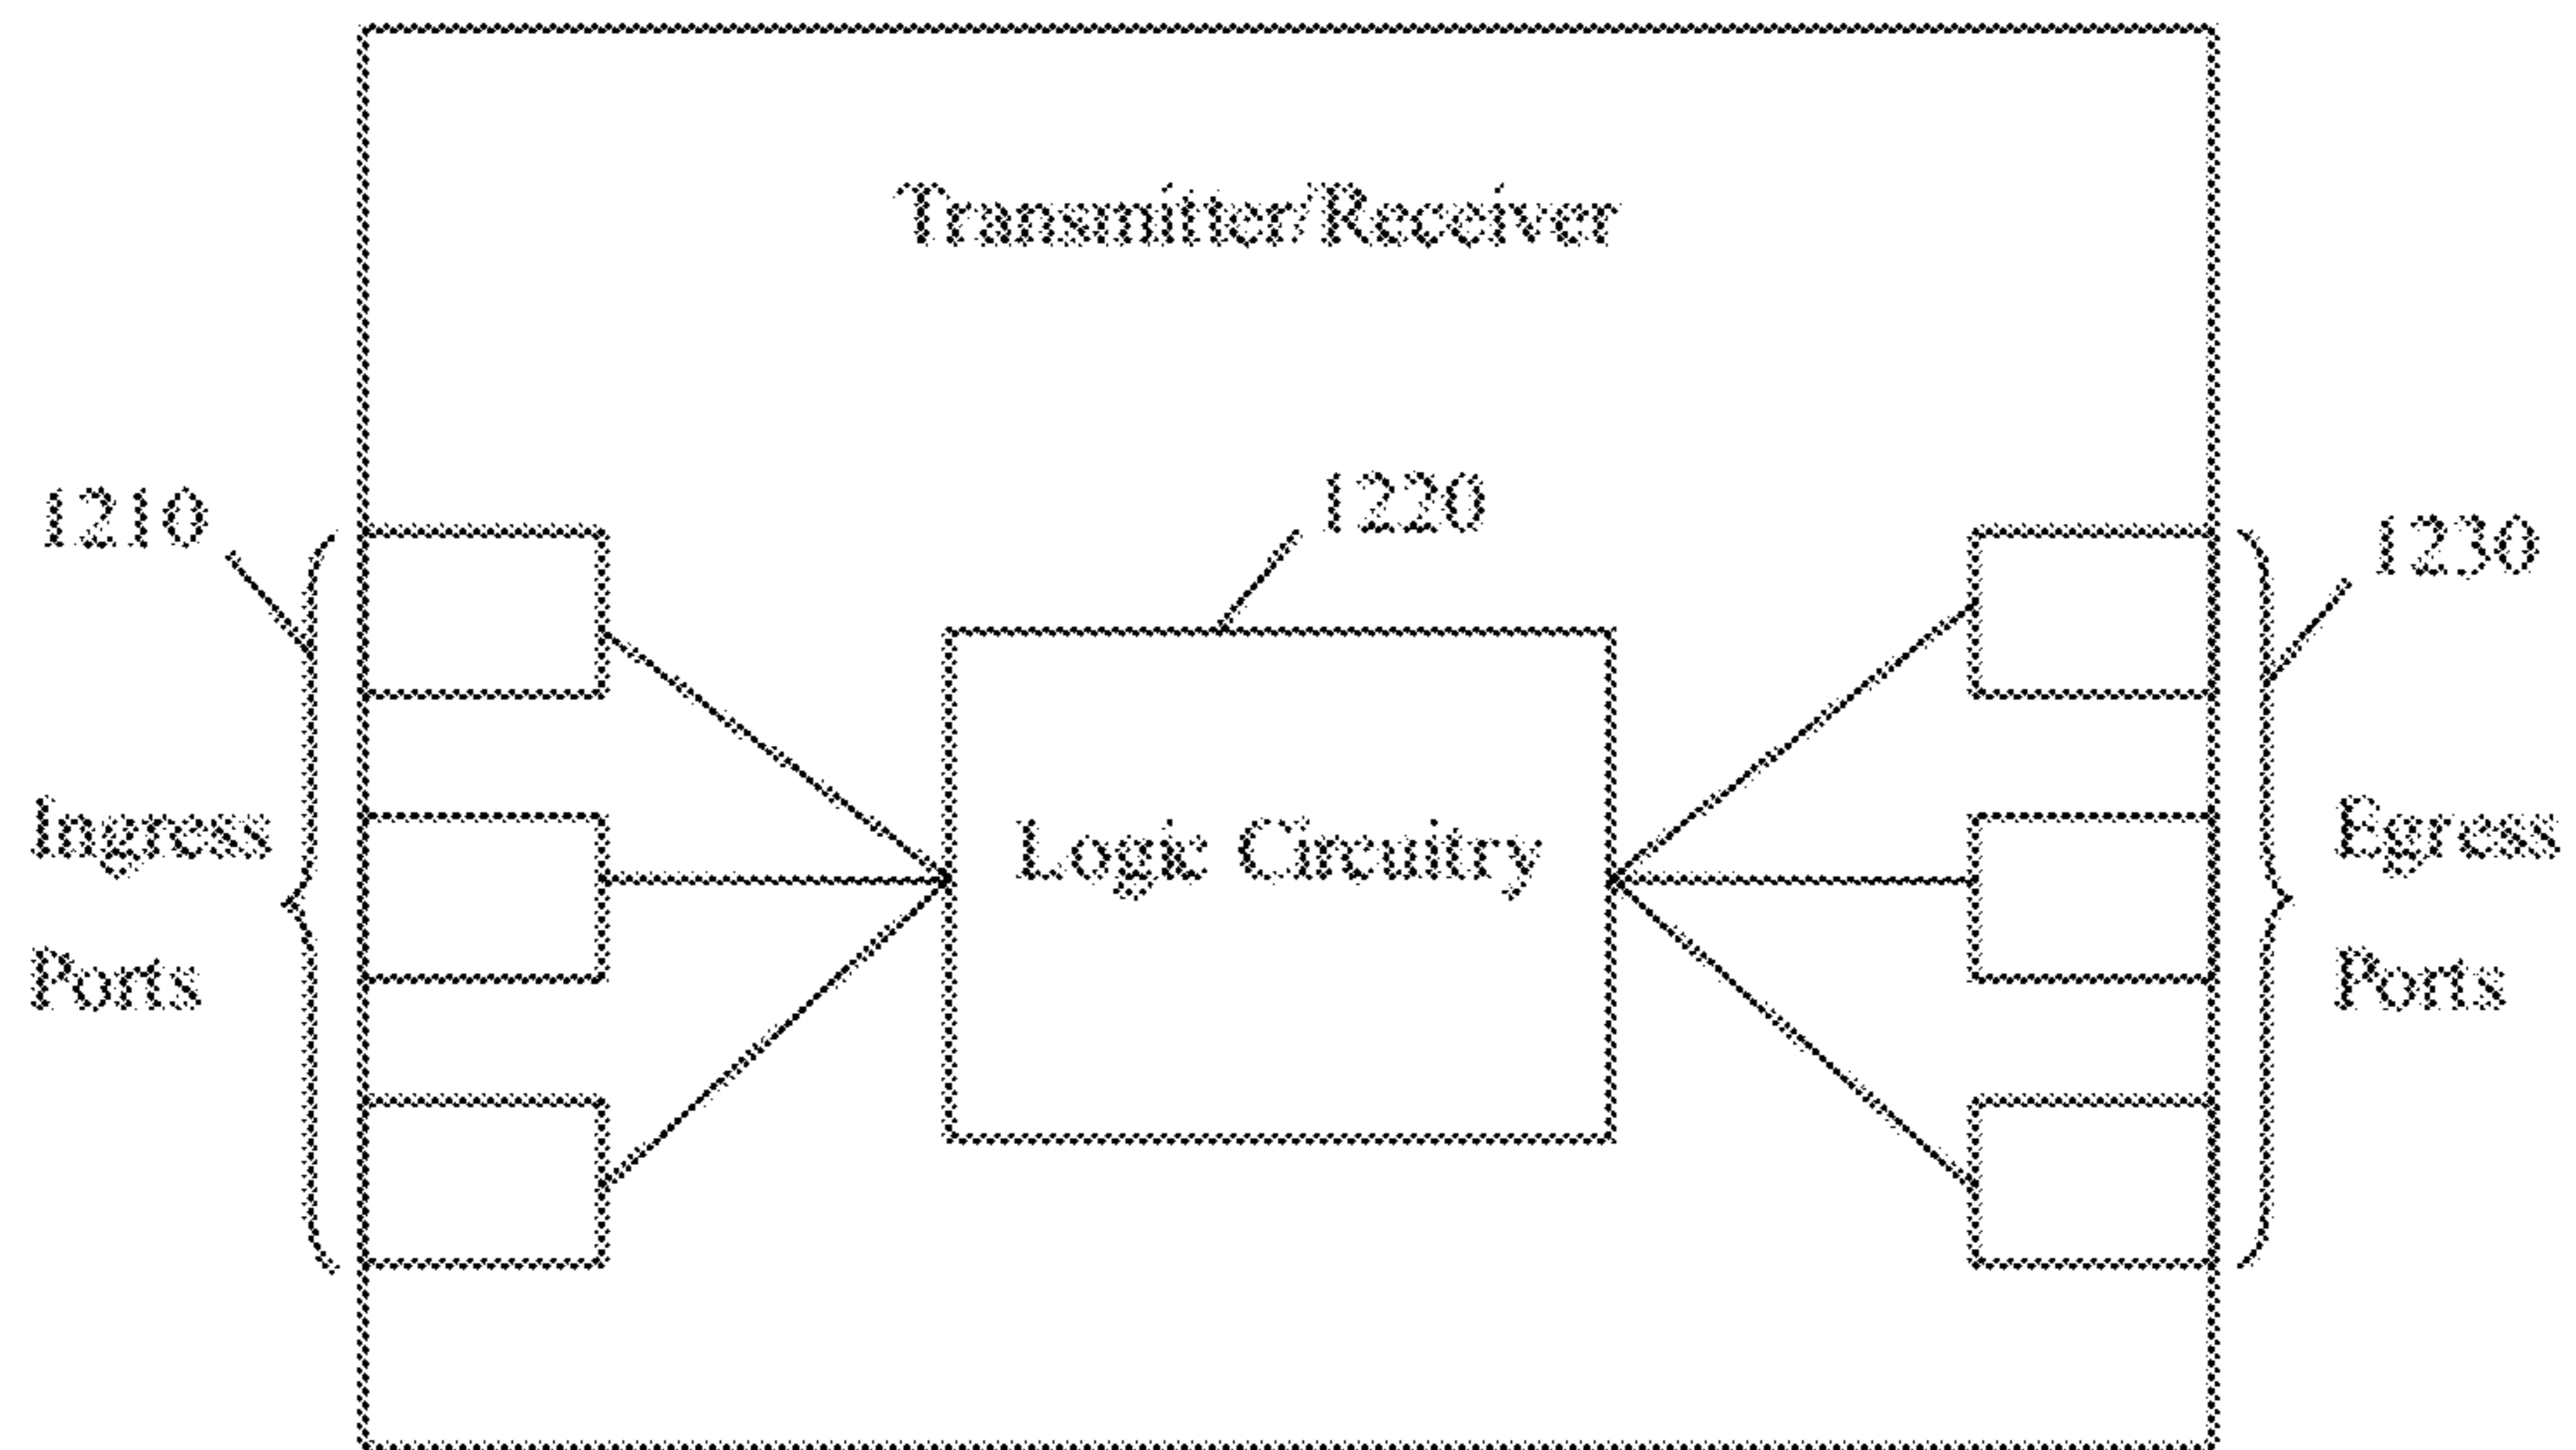 Transmitter/Receiver
1210
1220
1230
Ingress
Ports
Logic Circuitry
Egress
Ports